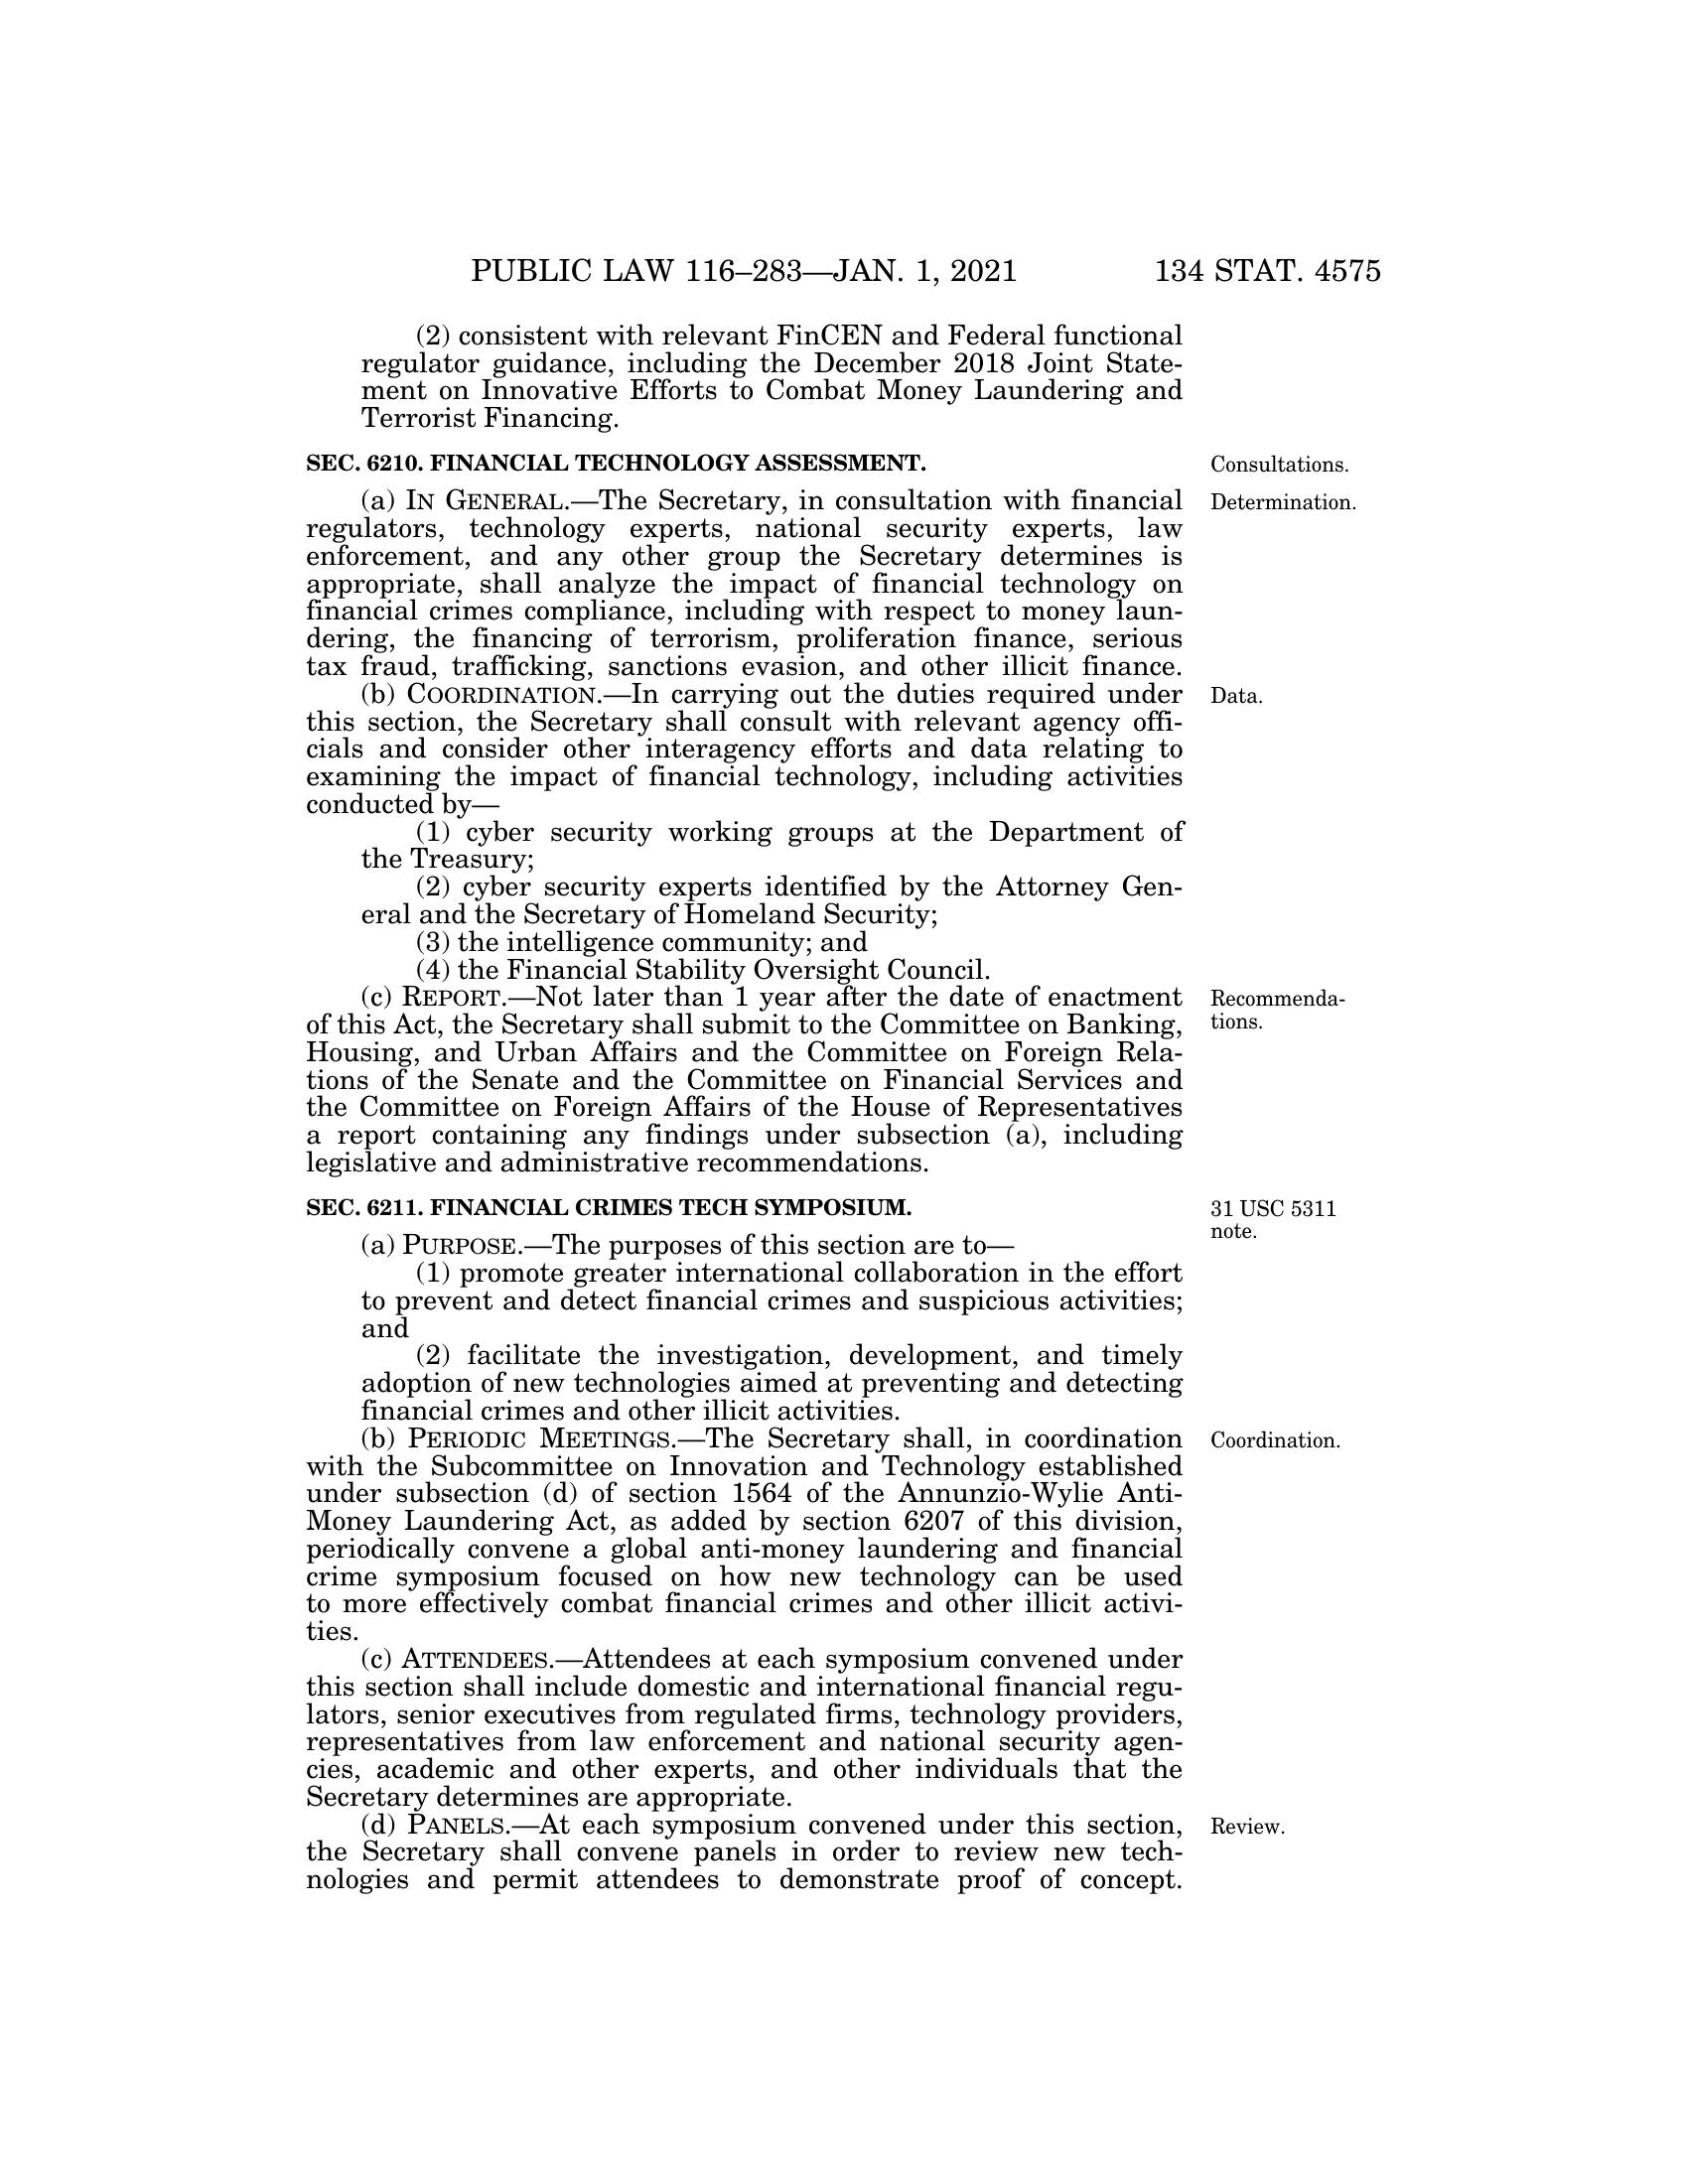 PUBLIC LAW 116–283—JAN. 1, 2021
134 STAT. 4575
(2) consistent with relevant FinCEN and Federal functional
regulator guidance, including the December 2018 Joint State-
ment on Innovative Efforts to Combat Money Laundering and
Terrorist Financing.
SEC. 6210. FINANCIAL TECHNOLOGY ASSESSMENT.
Consultations.
(a) IN GENERAL.—The Secretary, in consultation with financial
Determination.
regulators, technology experts, national security experts, law
enforcement, and any other group the Secretary determines is
appropriate, shall analyze the impact of financial technology on
financial crimes compliance, including with respect to money laun-
dering, the financing of terrorism, proliferation finance, serious
tax fraud, trafficking, sanctions evasion, and other illicit finance.
(b) COORDINATION.—In carrying out the duties required under
Data.
this section, the Secretary shall consult with relevant agency offi-
cials and consider other interagency efforts and data relating to
examining the impact of financial technology, including activities
conducted by—
(1) cyber security working groups at the Department of
the Treasury;
(2) cyber security experts identified by the Attorney Gen-
eral and the Secretary of Homeland Security;
(3) the intelligence community; and
(4) the Financial Stability Oversight Council.
(c) REPORT.—Not later than 1 year after the date of enactment
Recommenda-
tions.
of this Act, the Secretary shall submit to the Committee on Banking,
Housing, and Urban Affairs and the Committee on Foreign Rela-
tions of the Senate and the Committee on Financial Services and
the Committee on Foreign Affairs of the House of Representatives
a report containing any findings under subsection (a), including
legislative and administrative recommendations.
SEC. 6211. FINANCIAL CRIMES TECH SYMPOSIUM.
31 USC 5311
note.
(a) PURPOSE.—The purposes of this section are to—
(1) promote greater international collaboration in the effort
to prevent and detect financial crimes and suspicious activities;
and
(2) facilitate the investigation, development, and timely
adoption of new technologies aimed at preventing and detecting
financial crimes and other illicit activities.
(b) PERIODIC MEETINGS.—The Secretary shall, in coordination
Coordination.
with the Subcommittee on Innovation and Technology established
under subsection (d) of section 1564 of the Annunzio-Wylie Anti-
Money Laundering Act, as added by section 6207 of this division,
periodically convene a global anti-money laundering and financial
crime symposium focused on how new technology can be used
to more effectively combat financial crimes and other illicit activi-
ties.
(c) ATTENDEES.—Attendees at each symposium convened under
this section shall include domestic and international financial regu-
lators, senior executives from regulated firms, technology providers,
representatives from law enforcement and national security agen-
cies, academic and other experts, and other individuals that the
Secretary determines are appropriate.
(d) PANELS.—At each symposium convened under this section,
Review.
the Secretary shall convene panels in order to review new tech-
nologies and permit attendees to demonstrate proof of concept.